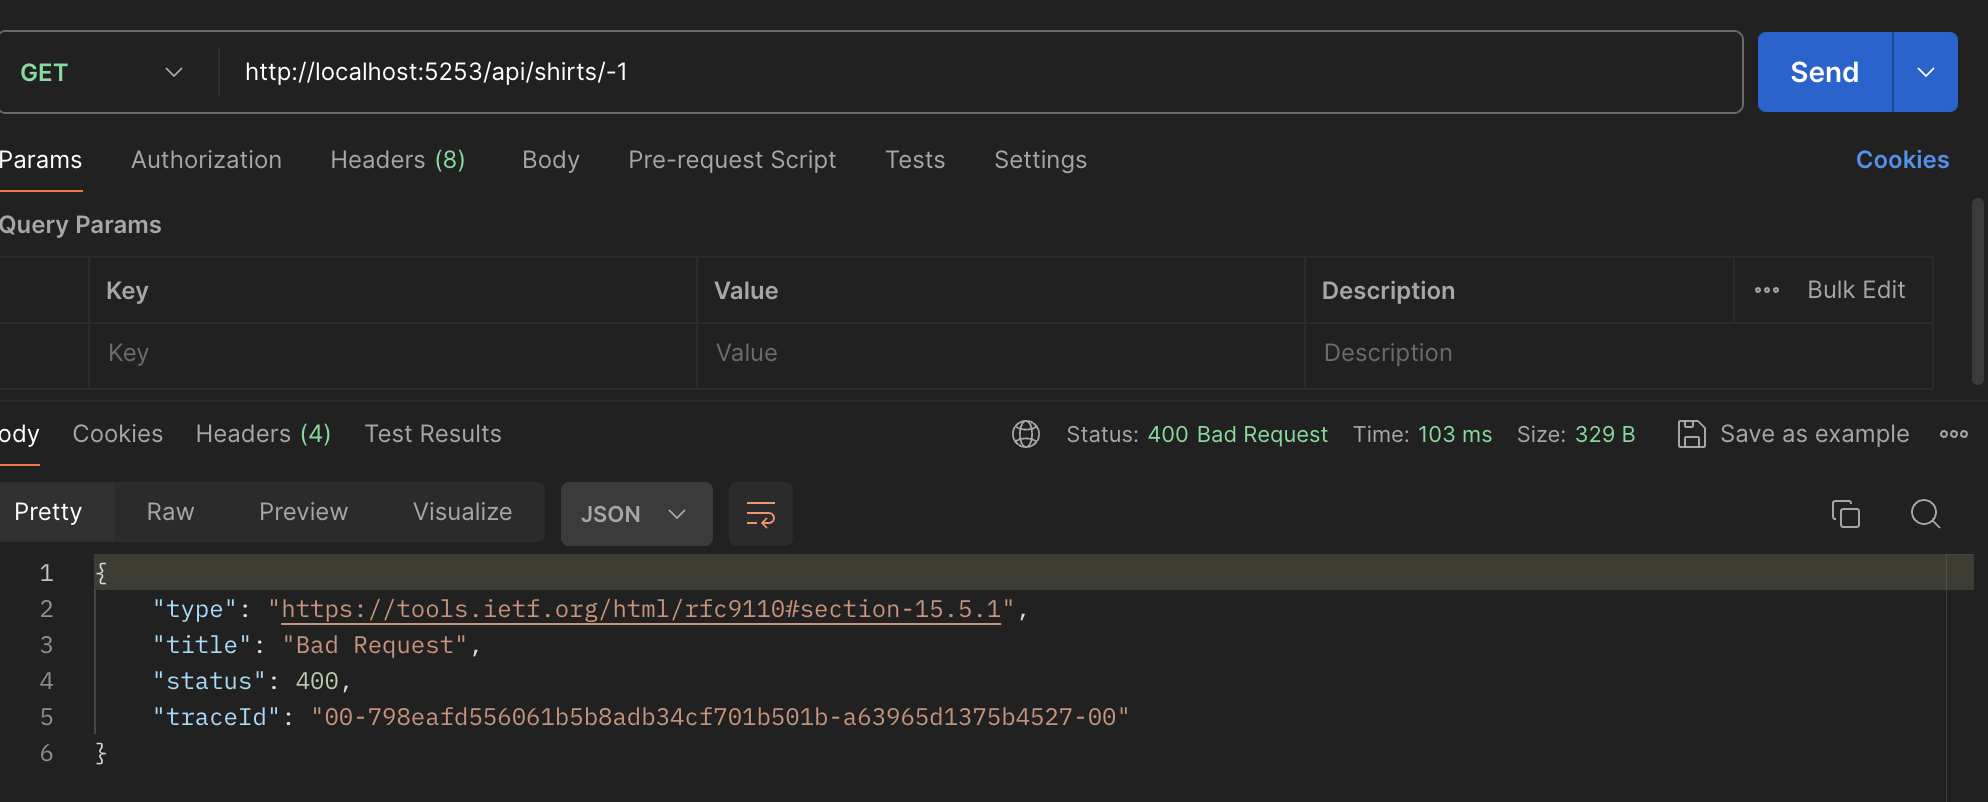 GET http://localhost:5253/api/shirts/-1 Send
Params Authorization Headers (8) Body Pre-request Script Tests Settings Cookies
Query Params
Key Value Description Bulk Edit
Key Value Description
ody Cookies Headers (4) Test Results Status: 400 Bad Request Time: 103 ms Size: 329 B Save as example
Pretty Raw Preview Visualize JSON
1 {
2 "type": "https://tools.ietf.org/html/rfc9110#section-15.5.1",
3 "title": "Bad Request",
4 "status": 400,
5 "traceId": "00-798eafd556061b5b8adb34cf701b501b-a63965d1375b4527-00"
6 }